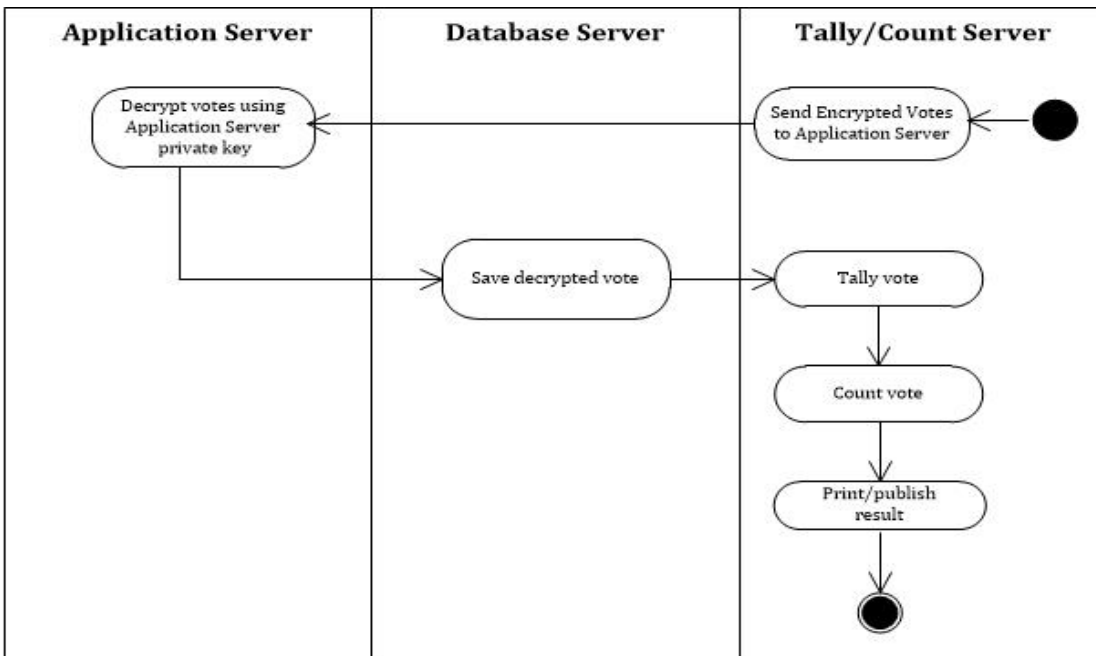 Application Server
Database Server
Tally/Count Server
Decrypt votes using
Application Server
private key
Send Encrypted Votes
to Application Server
Save decrypted vote
Tally vote
Count vote
Print/publish
result